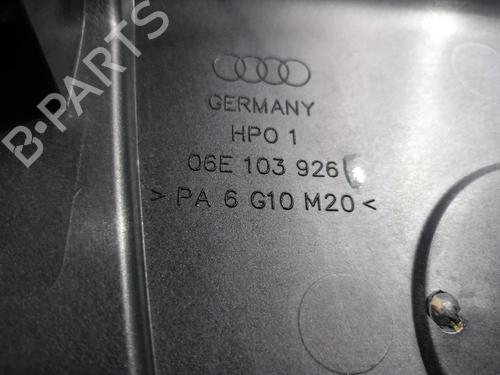 B-PARTS
GERMANY
HPO 1
06E 103 926
> PA 6 G10 M20 <